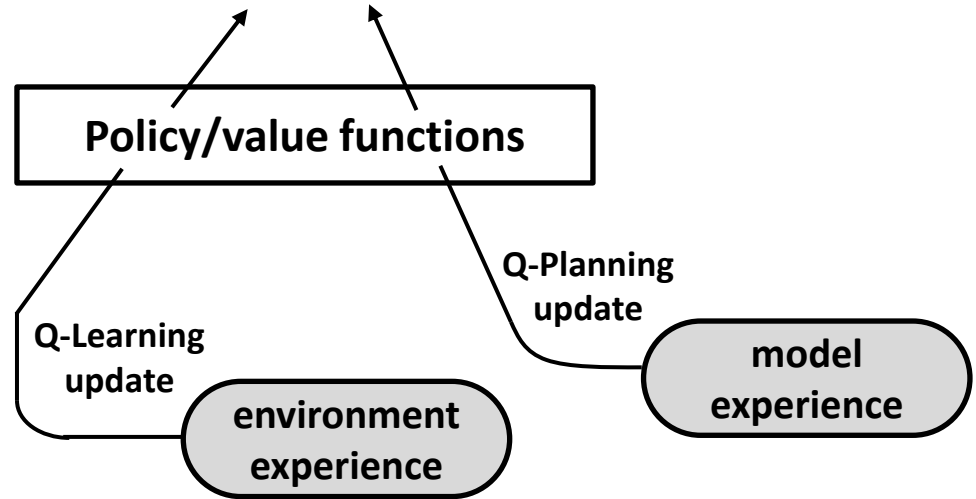 Policy/value functions
Q-Planning
update
Q-Learning
update
model
experience
environment
experience